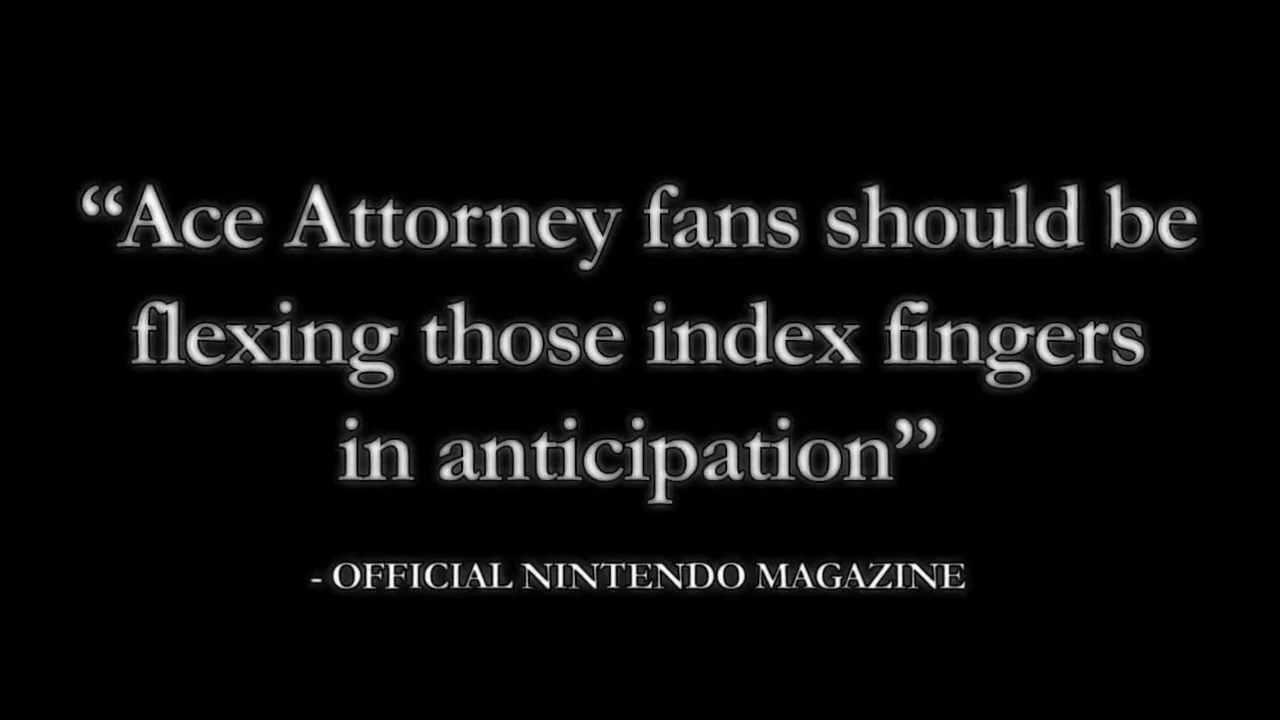 “Ace Attorney fans should be
flexing those index fingers
in anticipation”
- OFFICIAL NINTENDO MAGAZINE